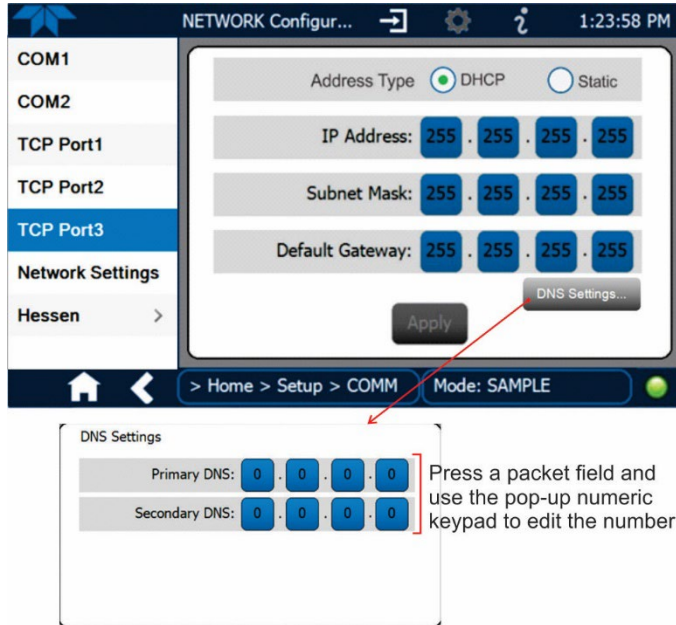 NETWORK Configur... 1:23:58 PM
COM1
COM2
TCP Port1
TCP Port2
TCP Port3
Network Settings
Hessen >
Address Type DHCP Static
IP Address: 255 . 255 . 255 . 255
Subnet Mask: 255 . 255 . 255 . 255
Default Gateway: 255 . 255 . 255 . 255
DNS Settings...
Apply
> Home > Setup > COMM Mode: SAMPLE
DNS Settings
Primary DNS: 0 . 0 . 0 . 0
Secondary DNS: 0 . 0 . 0 . 0
Press a packet field and
use the pop-up numeric
keypad to edit the number